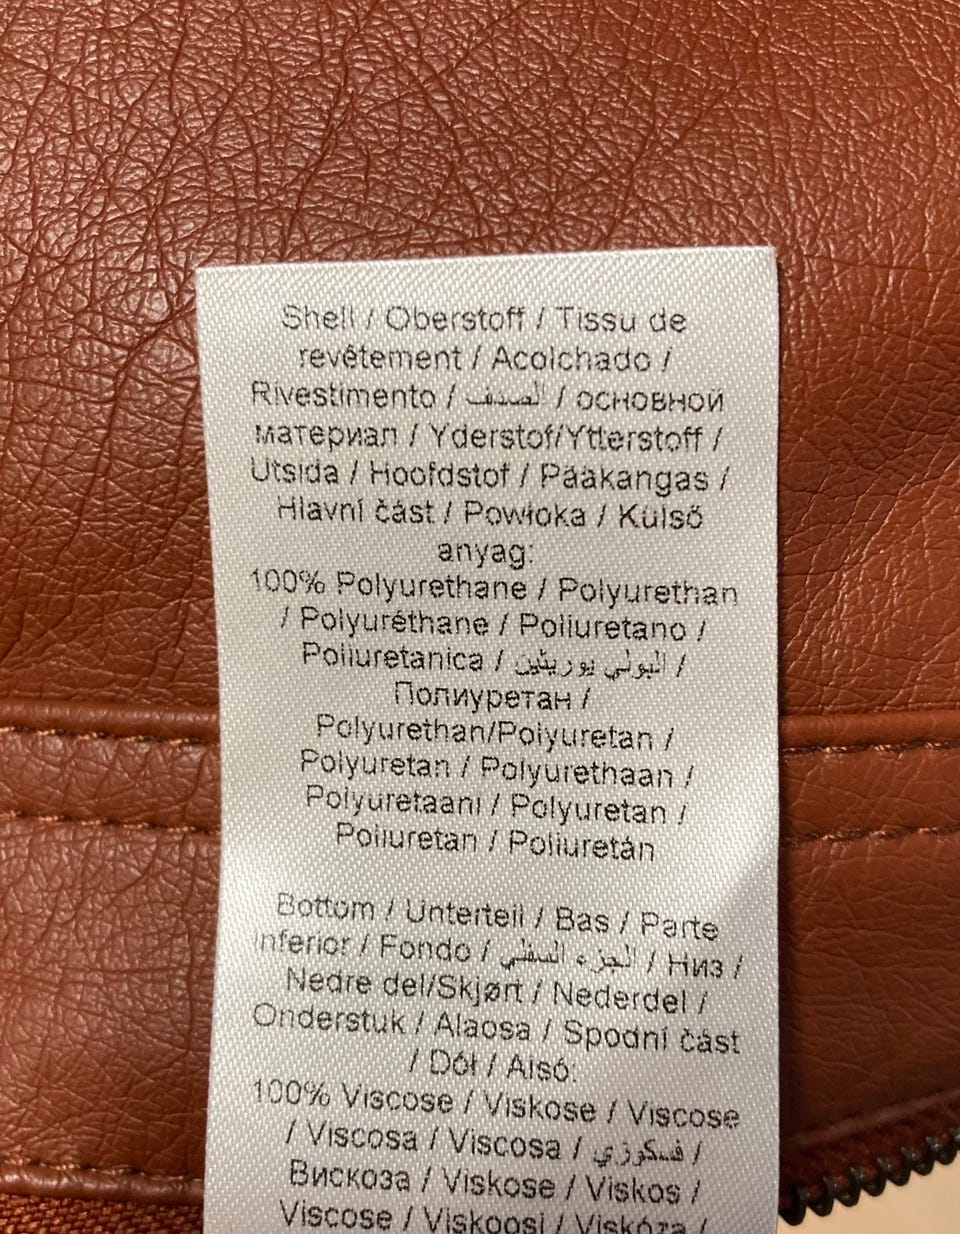 Shell / Oberstoff / Tissu de
revêtement / Acolchado /
Rivestimento / الصدف / основной
материал / Yderstof/Ytterstoff /
Utsida / Hoofdstof / Pääkangas /
Hlavní část / Powłoka / Külső
anyag:
100% Polyurethane / Polyurethan
/ Polyuréthane / Poliuretano /
Poliuretanica / البولي يوريثين /
Полиуретан /
Polyurethan/Polyuretan /
Polyuretan / Polyurethaan /
Polyuretaani / Polyuretan /
Poliuretan / Poliuretán
Bottom / Unterteil / Bas / Parte
inferior / Fondo / الجزء السفلي / Низ /
Nedre del/Skjørt / Nederdel /
Onderstuk / Alaosa / Spodní část
/ Dół / Alsó:
100% Viscose / Viskose / Viscose
/ Viscosa / Viscosa / فسكوزي /
Вискоза / Viskose / Viskos /
Viscose / Viskoosi / Viskóza /